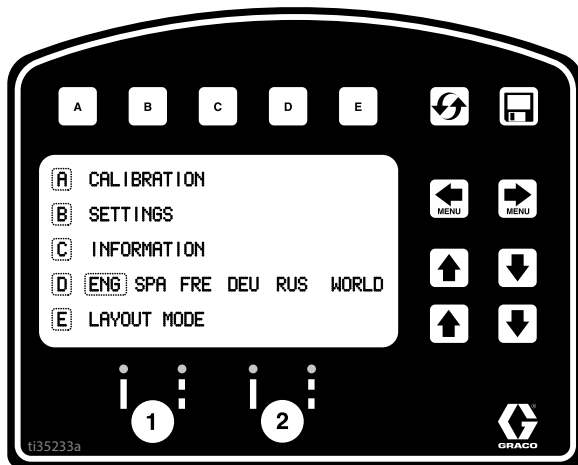 A B C D E
A CALIBRATION
MENU MENU
B SETTINGS
C INFORMATION
D ENG SPA FRE DEU RUS WORLD
E LAYOUT MODE
1 2
ti35233a
G
GRACO